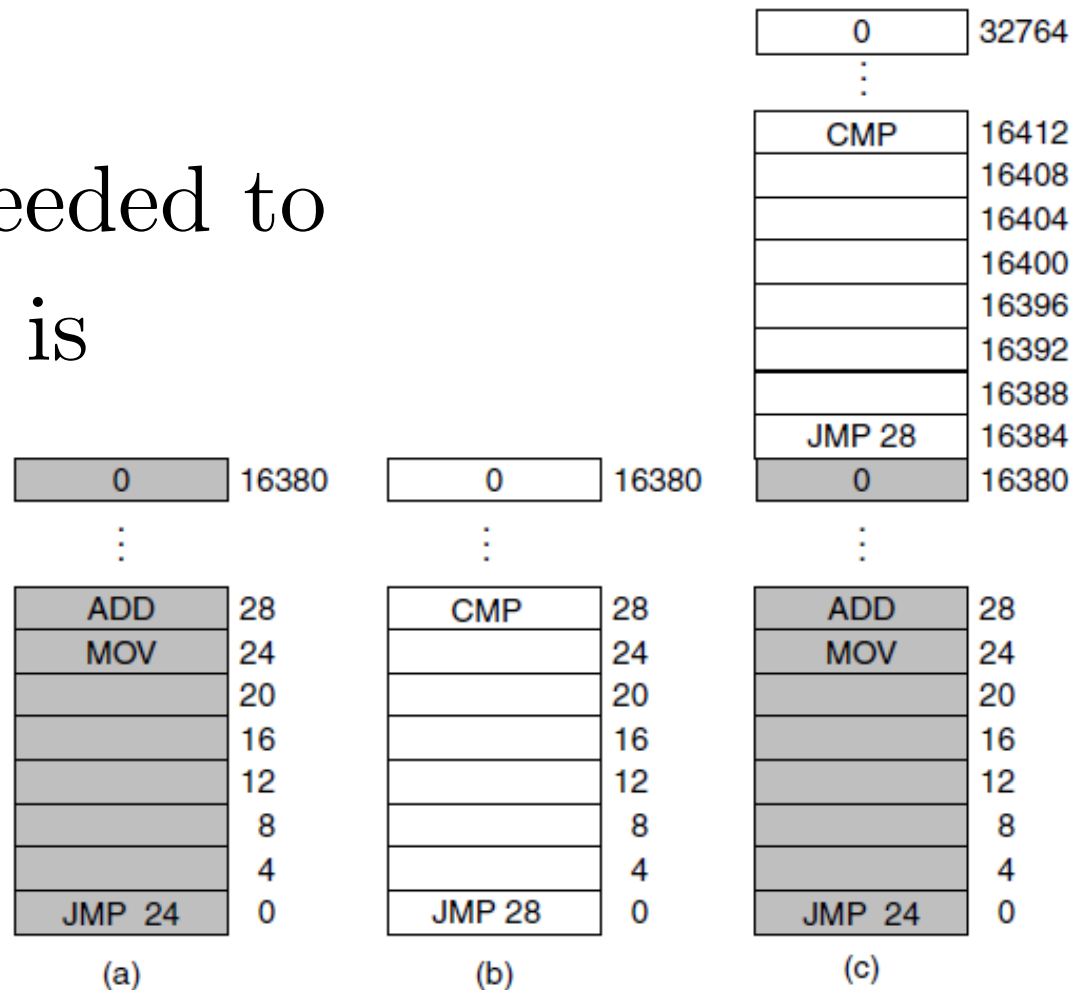 eeded to
is
0 16380
⋮
ADD 28
MOV 24
20
16
12
8
4
JMP 24 0
(a)
0 16380
⋮
CMP 28
24
20
16
12
8
4
JMP 28 0
(b)
0 32764
⋮
CMP 16412
16408
16404
16400
16396
16392
16388
JMP 28 16384
0 16380
⋮
ADD 28
MOV 24
20
16
12
8
4
JMP 24 0
(c)